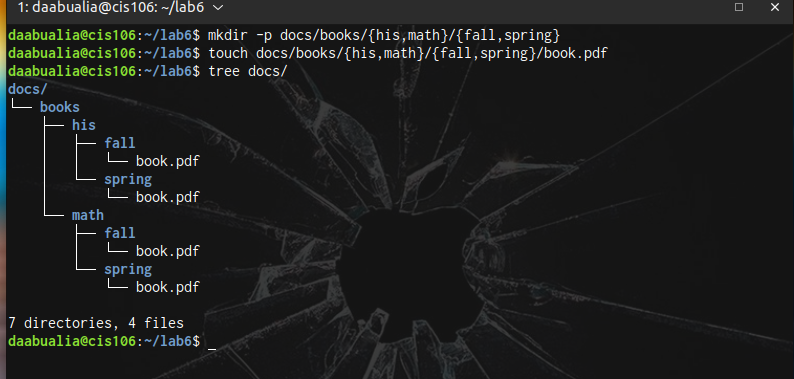 1: daabualia@cis106: ~/lab6
daabualia@cis106:~/lab6$ mkdir -p docs/books/{his,math}/{fall,spring}
daabualia@cis106:~/lab6$ touch docs/books/{his,math}/{fall,spring}/book.pdf
daabualia@cis106:~/lab6$ tree docs/
docs/
└── books
    ├── his
    │   ├── fall
    │   │   └── book.pdf
    │   └── spring
    │       └── book.pdf
    └── math
        ├── fall
        │   └── book.pdf
        └── spring
            └── book.pdf
7 directories, 4 files
daabualia@cis106:~/lab6$ _